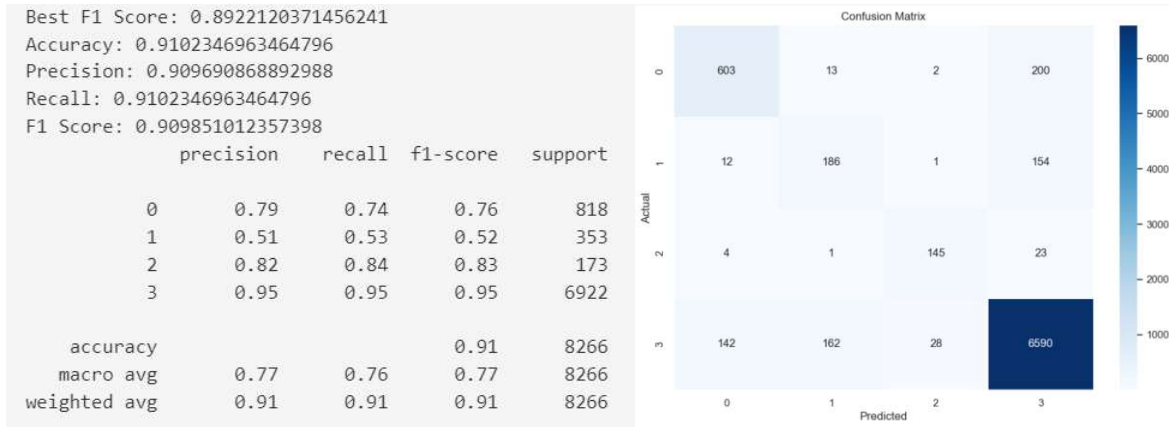 Best F1 Score: 0.8922120371456241
Accuracy: 0.9102346963464796
Precision: 0.909690868892988
Recall: 0.9102346963464796
F1 Score: 0.909851012357398
precision recall f1-score support
0 0.79 0.74 0.76 818
1 0.51 0.53 0.52 353
2 0.82 0.84 0.83 173
3 0.95 0.95 0.95 6922
accuracy 0.91 8266
macro avg 0.77 0.76 0.77 8266
weighted avg 0.91 0.91 0.91 8266
Confusion Matrix
Actual
0 603 13 2 200
1 12 186 1 154
2 4 1 145 23
3 142 162 28 6590
0 1 2 3
Predicted
6000
5000
4000
3000
2000
1000